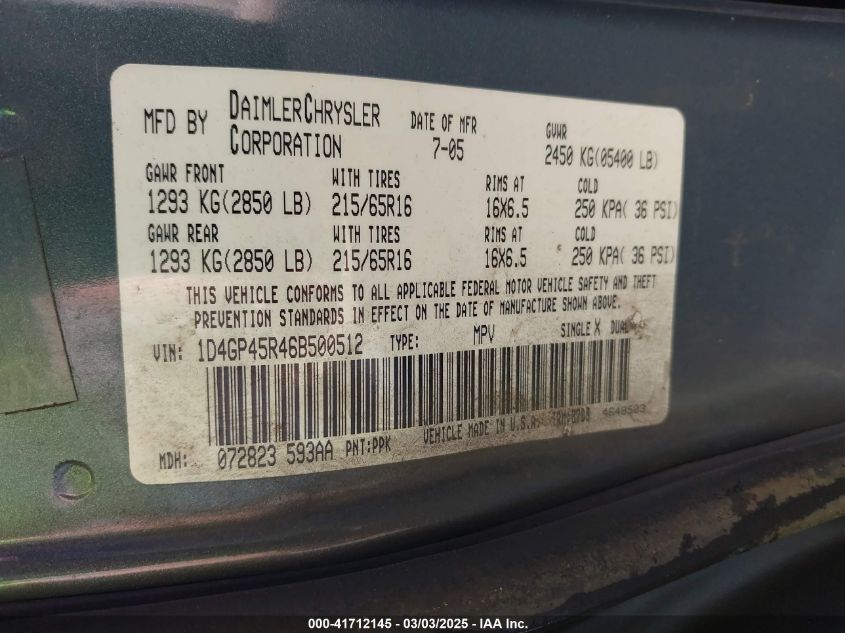 MFD BY DAIMLERCHRYSLER CORPORATION DATE OF MFR 7-05 GVWR 2450 KG(05400 LB)
GAWR FRONT WITH TIRES RIMS AT COLD
1293 KG(2850 LB) 215/65R16 16X6.5 250 KPA( 36 PSI)
GAWR REAR WITH TIRES RIMS AT COLD
1293 KG(2850 LB) 215/65R16 16X6.5 250 KPA( 36 PSI)
THIS VEHICLE CONFORMS TO ALL APPLICABLE FEDERAL MOTOR VEHICLE SAFETY AND THEFT
PREVENTION STANDARDS IN EFFECT ON THE DATE OF MANUFACTURE SHOWN ABOVE.
VIN: 1D4GP45R46B500512 TYPE: MPV SINGLE X DUAL
MDH: 072823 593AA PNT:PPK VEHICLE MADE IN U.S.A. 4648503
000-41712145 - 03/03/2025 - IAAI.com